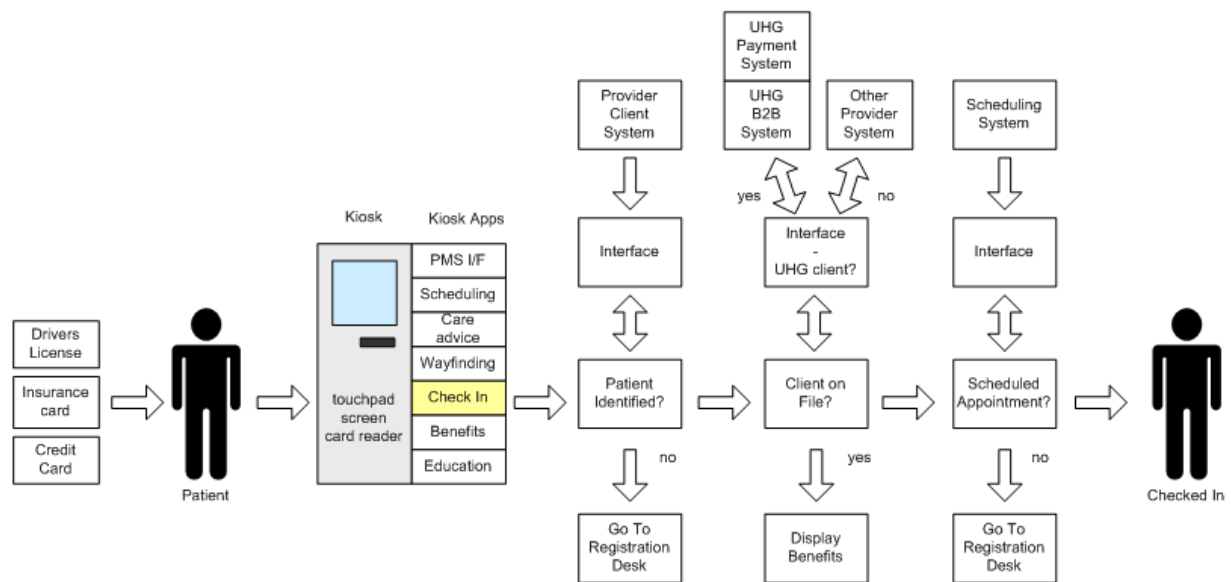 UHG
Payment
System
UHG
B2B
System
Provider
Client
System
Other
Provider
System
Scheduling
System
yes
no
Kiosk
Kiosk Apps
PMS I/F
Scheduling
Care
advice
Wayfinding
Check In
Benefits
Education
touchpad
screen
card reader
Interface
Interface
-
UHG client?
Interface
Drivers
License
Insurance
card
Credit
Card
Patient
Patient
Identified?
Client on
File?
Scheduled
Appointment?
no
yes
no
Go To
Registration
Desk
Display
Benefits
Go To
Registration
Desk
Checked In